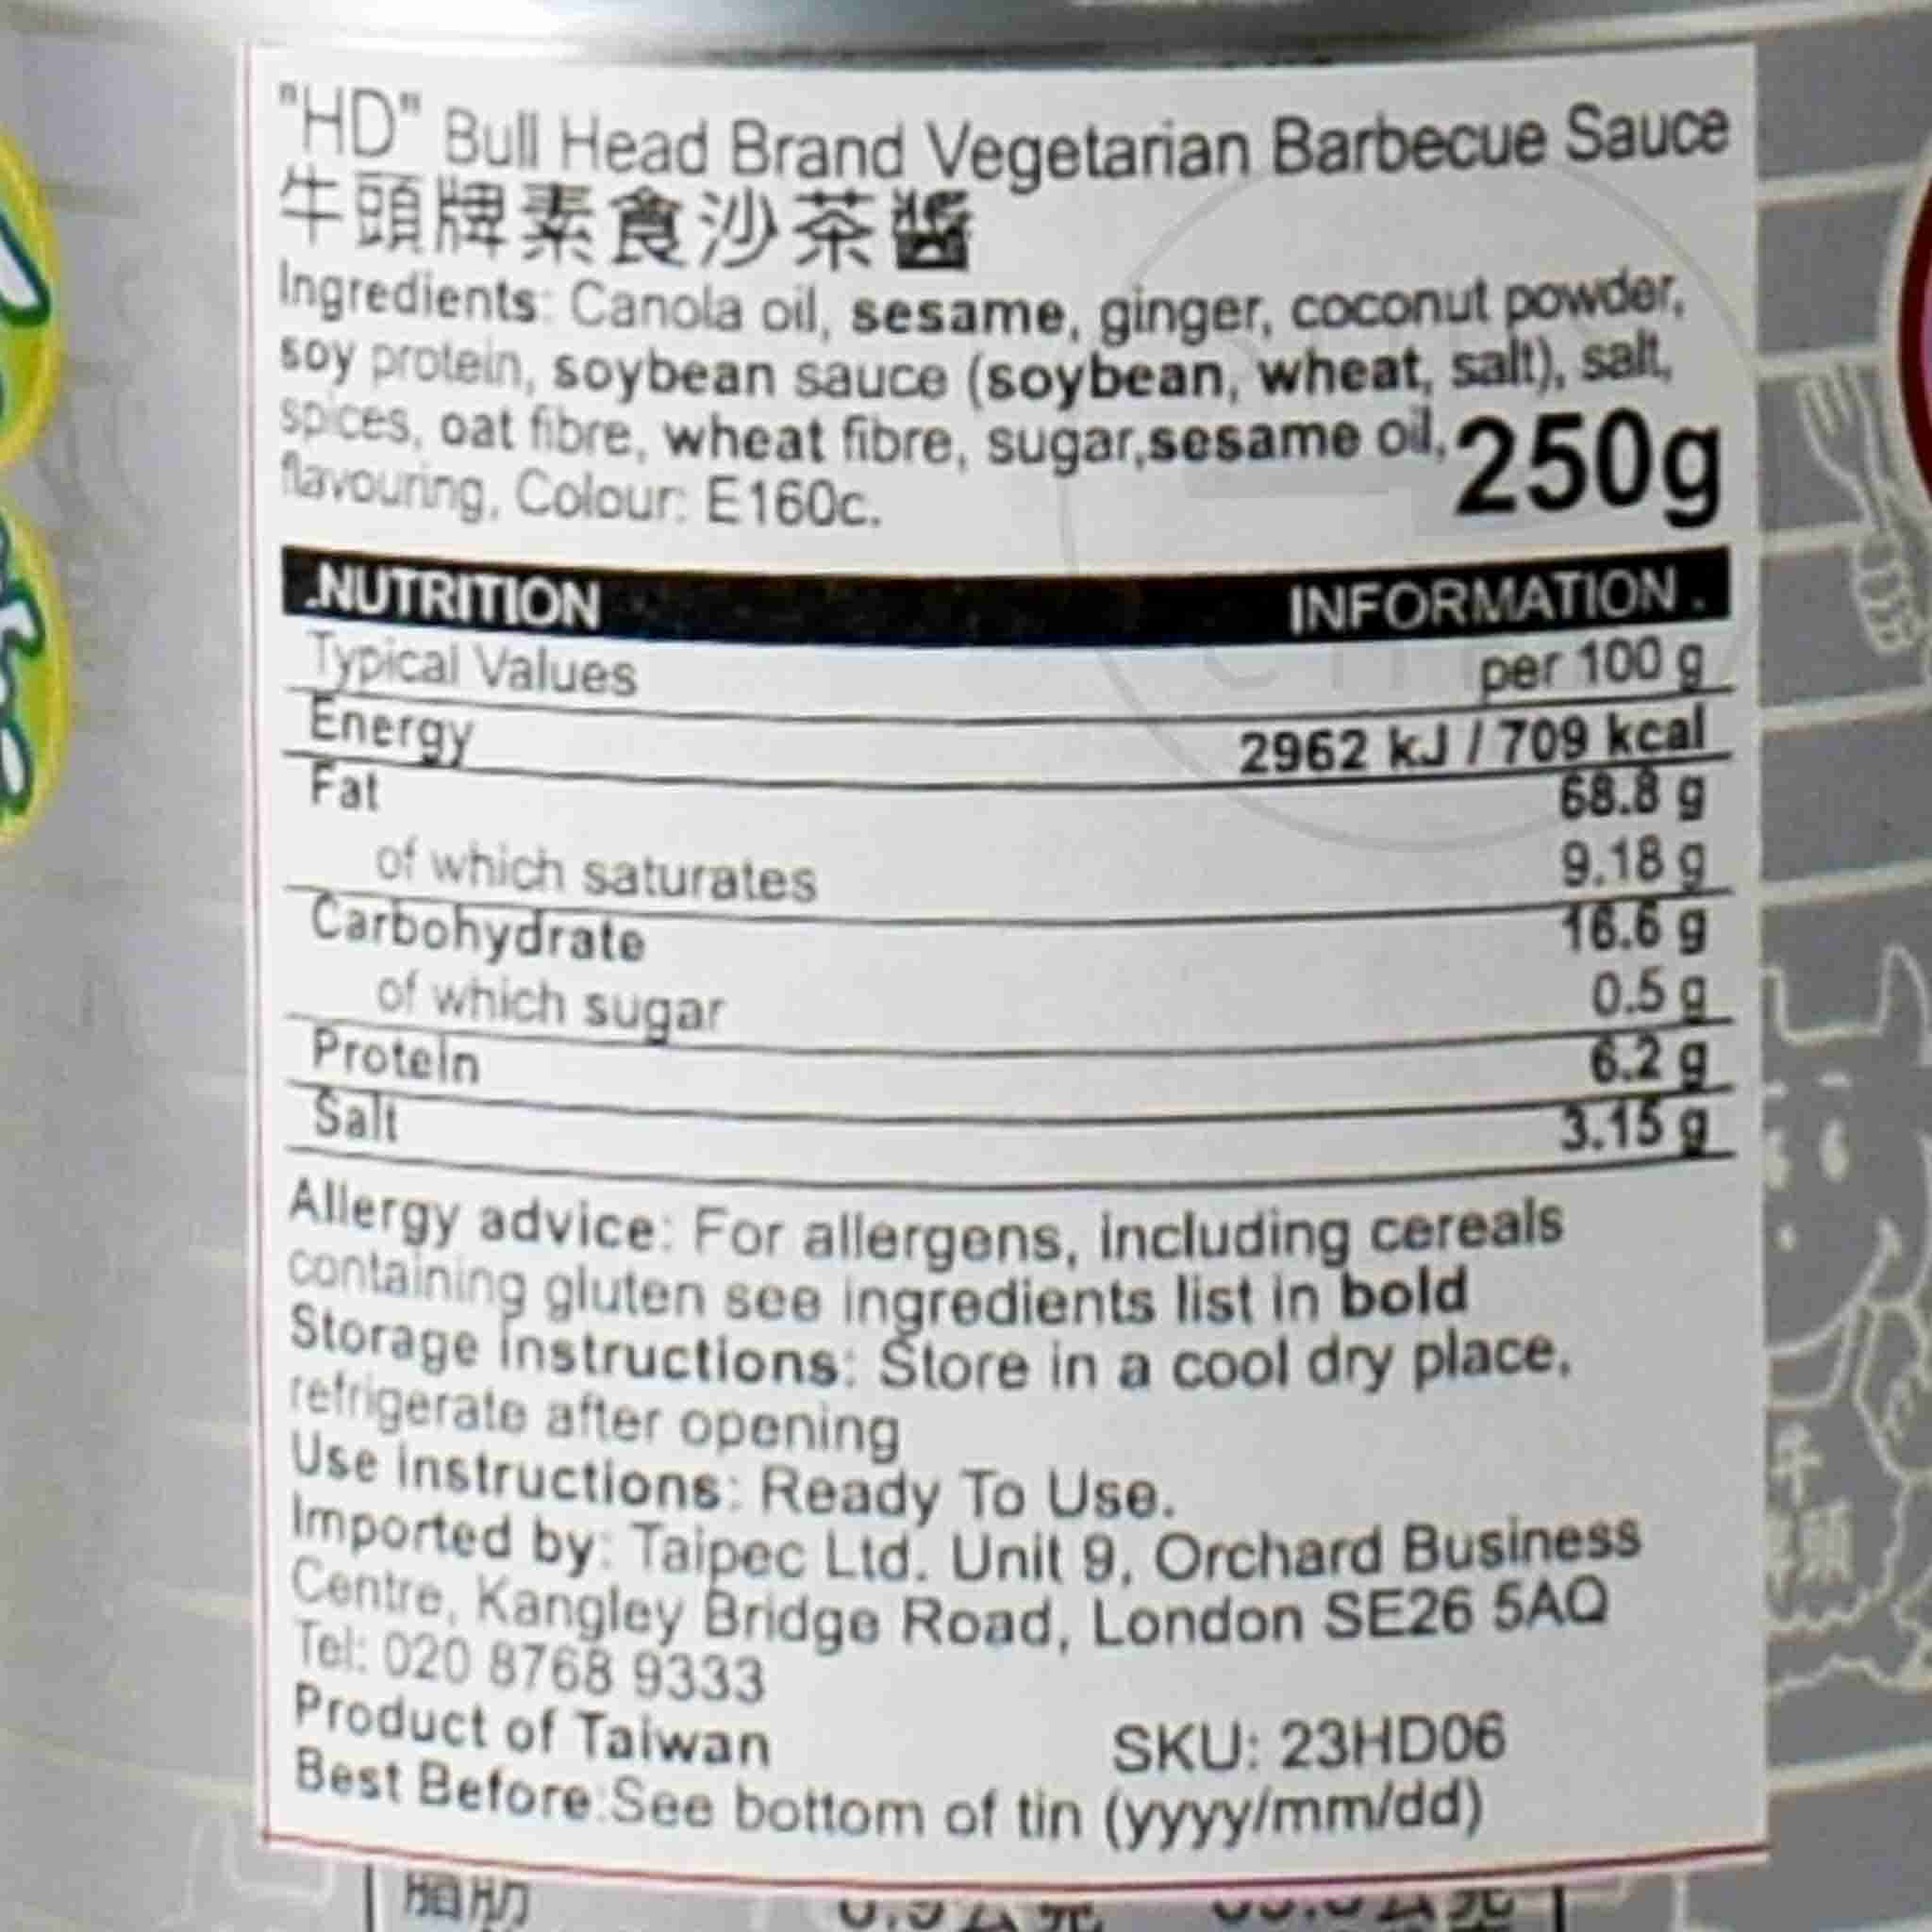 "HD" Bull Head Brand Vegetarian Barbecue Sauce
牛頭牌素食沙茶醬
Ingredients: Canola oil, sesame, ginger, coconut powder,
soy protein, soybean sauce (soybean, wheat, salt), salt,
spices, oat fibre, wheat fibre, sugar,sesame oil,
flavouring, Colour: E160c.
250g
.NUTRITION INFORMATION .
Typical Values per 100 g
Energy 2962 kJ / 709 kcal
Fat 68.8 g
of which saturates 9.18 g
Carbohydrate 16.6 g
of which sugar 0.5 g
Protein 6.2 g
Salt 3.15 g
Allergy advice: For allergens, including cereals
containing gluten see ingredients list in bold
Storage instructions: Store in a cool dry place,
refrigerate after opening
Use instructions: Ready To Use.
Imported by: Taipec Ltd. Unit 9, Orchard Business
Centre, Kangley Bridge Road, London SE26 5AQ
Tel: 020 8768 9333
Product of Taiwan SKU: 23HD06
Best Before:See bottom of tin (yyyy/mm/dd)
牛
頭
脂肪